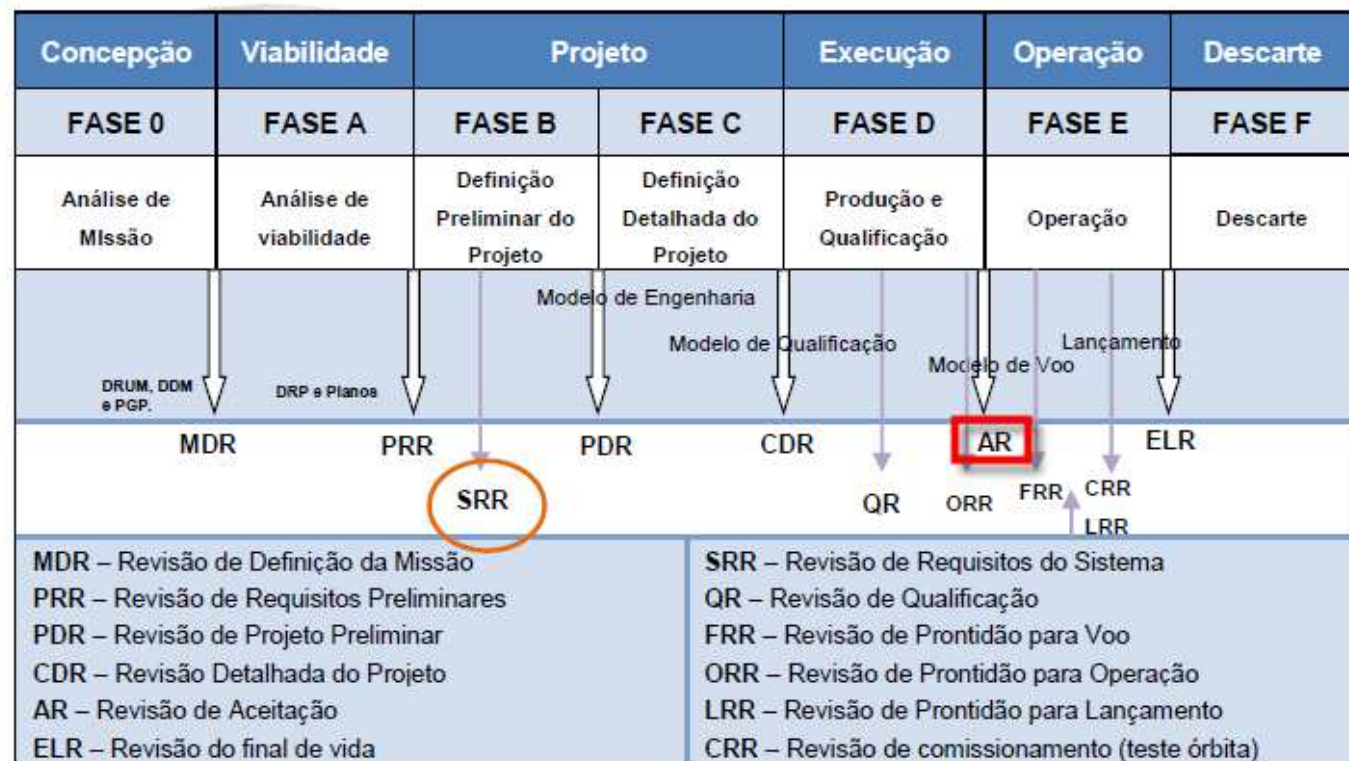 Concepção Viabilidade Projeto Execução Operação Descarte
FASE 0 FASE A FASE B FASE C FASE D FASE E FASE F
Análise de
MIssão
Análise de
viabilidade
Definição
Preliminar do
Projeto
Definição
Detalhada do
Projeto
Produção e
Qualificação
Operação
Descarte
Modelo de Engenharia
Modelo de Qualificação
Lançamento
Modelo de Voo
DRUM, DDM
e PGP.
DRP e Planos
MDR PRR PDR CDR AR ELR
SRR QR ORR FRR CRR
LRR
MDR – Revisão de Definição da Missão
PRR – Revisão de Requisitos Preliminares
PDR – Revisão de Projeto Preliminar
CDR – Revisão Detalhada do Projeto
AR – Revisão de Aceitação
ELR – Revisão do final de vida
SRR – Revisão de Requisitos do Sistema
QR – Revisão de Qualificação
FRR – Revisão de Prontidão para Voo
ORR – Revisão de Prontidão para Operação
LRR – Revisão de Prontidão para Lançamento
CRR – Revisão de comissionamento (teste órbita)